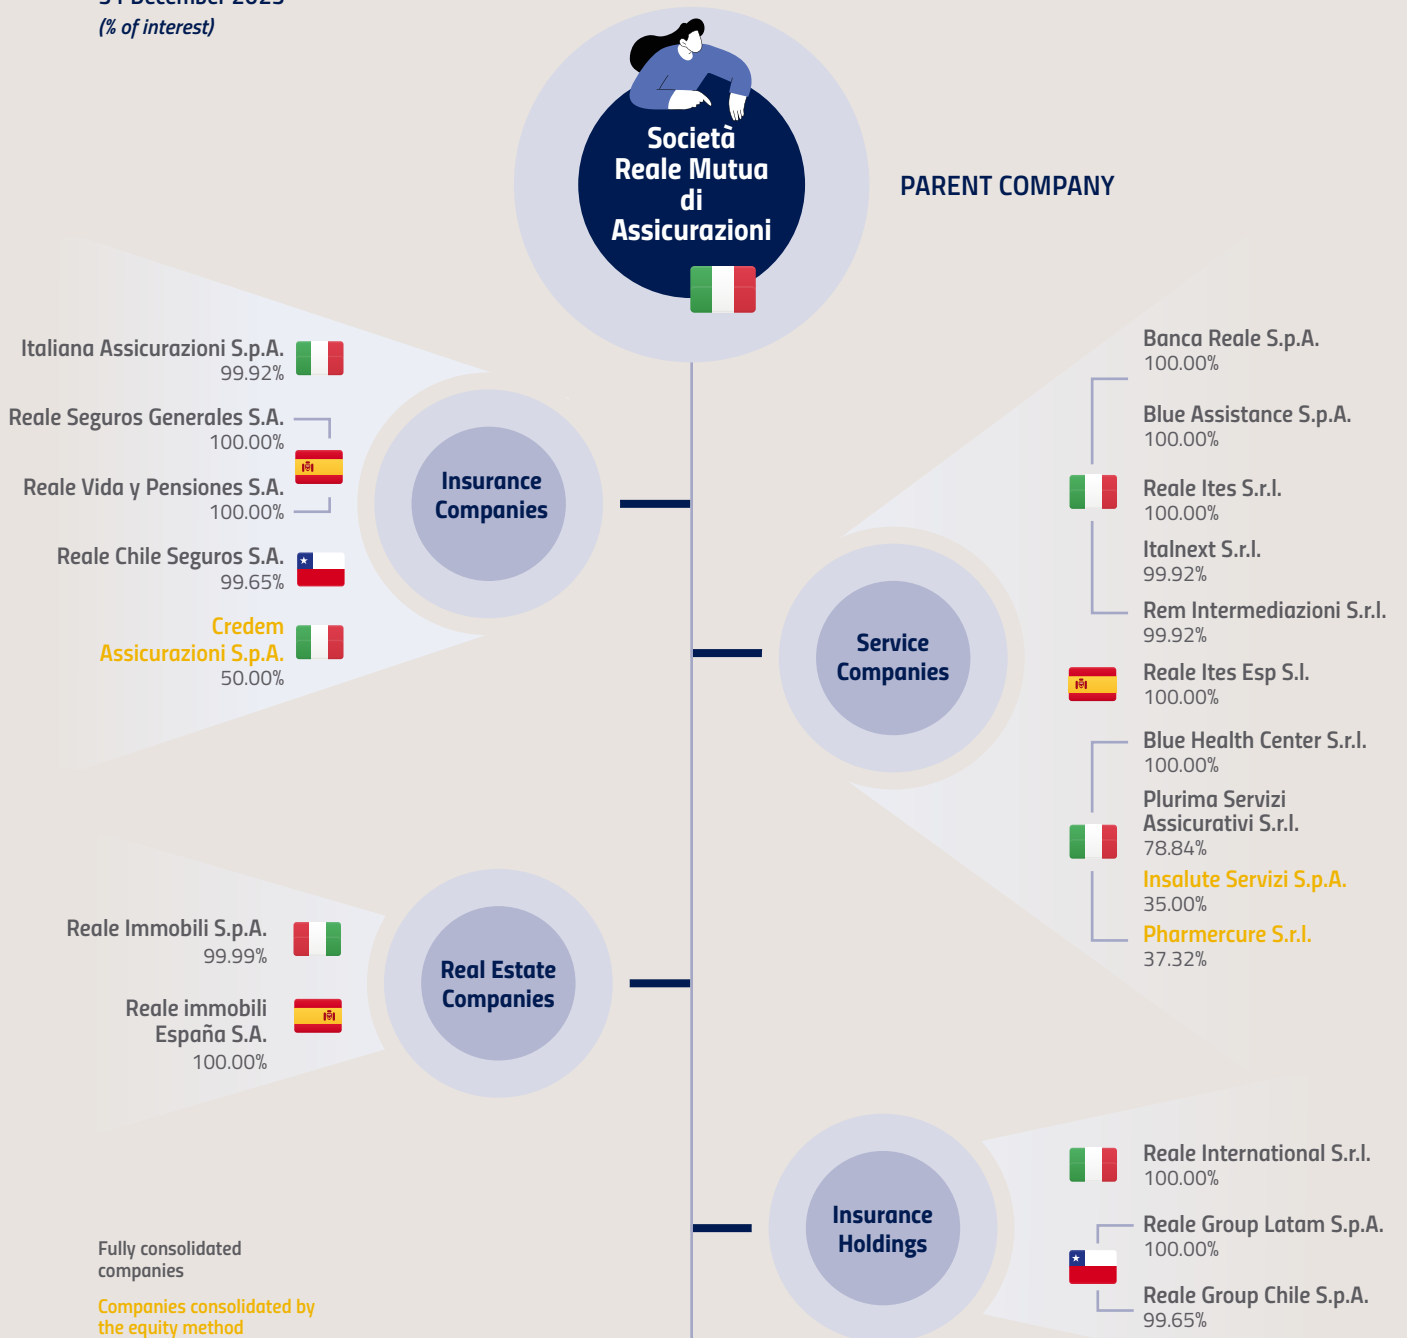 31 December 2023
(% of interest)
Società
Reale Mutua
di
Assicurazioni
PARENT COMPANY
Italiana Assicurazioni S.p.A.
99.92%
Reale Seguros Generales S.A.
100.00%
Reale Vida y Pensiones S.A.
100.00%
Reale Chile Seguros S.A.
99.65%
Credem
Assicurazioni S.p.A.
50.00%
Insurance
Companies
Banca Reale S.p.A.
100.00%
Blue Assistance S.p.A.
100.00%
Reale Ites S.r.l.
100.00%
Italnext S.r.l.
99.92%
Rem Intermediazioni S.r.l.
99.92%
Reale Ites Esp S.l.
100.00%
Blue Health Center S.r.l.
100.00%
Plurima Servizi
Assicurativi S.r.l.
78.84%
Insalute Servizi S.p.A.
35.00%
Pharmercure S.r.l.
37.32%
Service
Companies
Reale Immobili S.p.A.
99.99%
Reale immobili
España S.A.
100.00%
Real Estate
Companies
Insurance
Holdings
Reale International S.r.l.
100.00%
Reale Group Latam S.p.A.
100.00%
Reale Group Chile S.p.A.
99.65%
Fully consolidated
companies
Companies consolidated by
the equity method